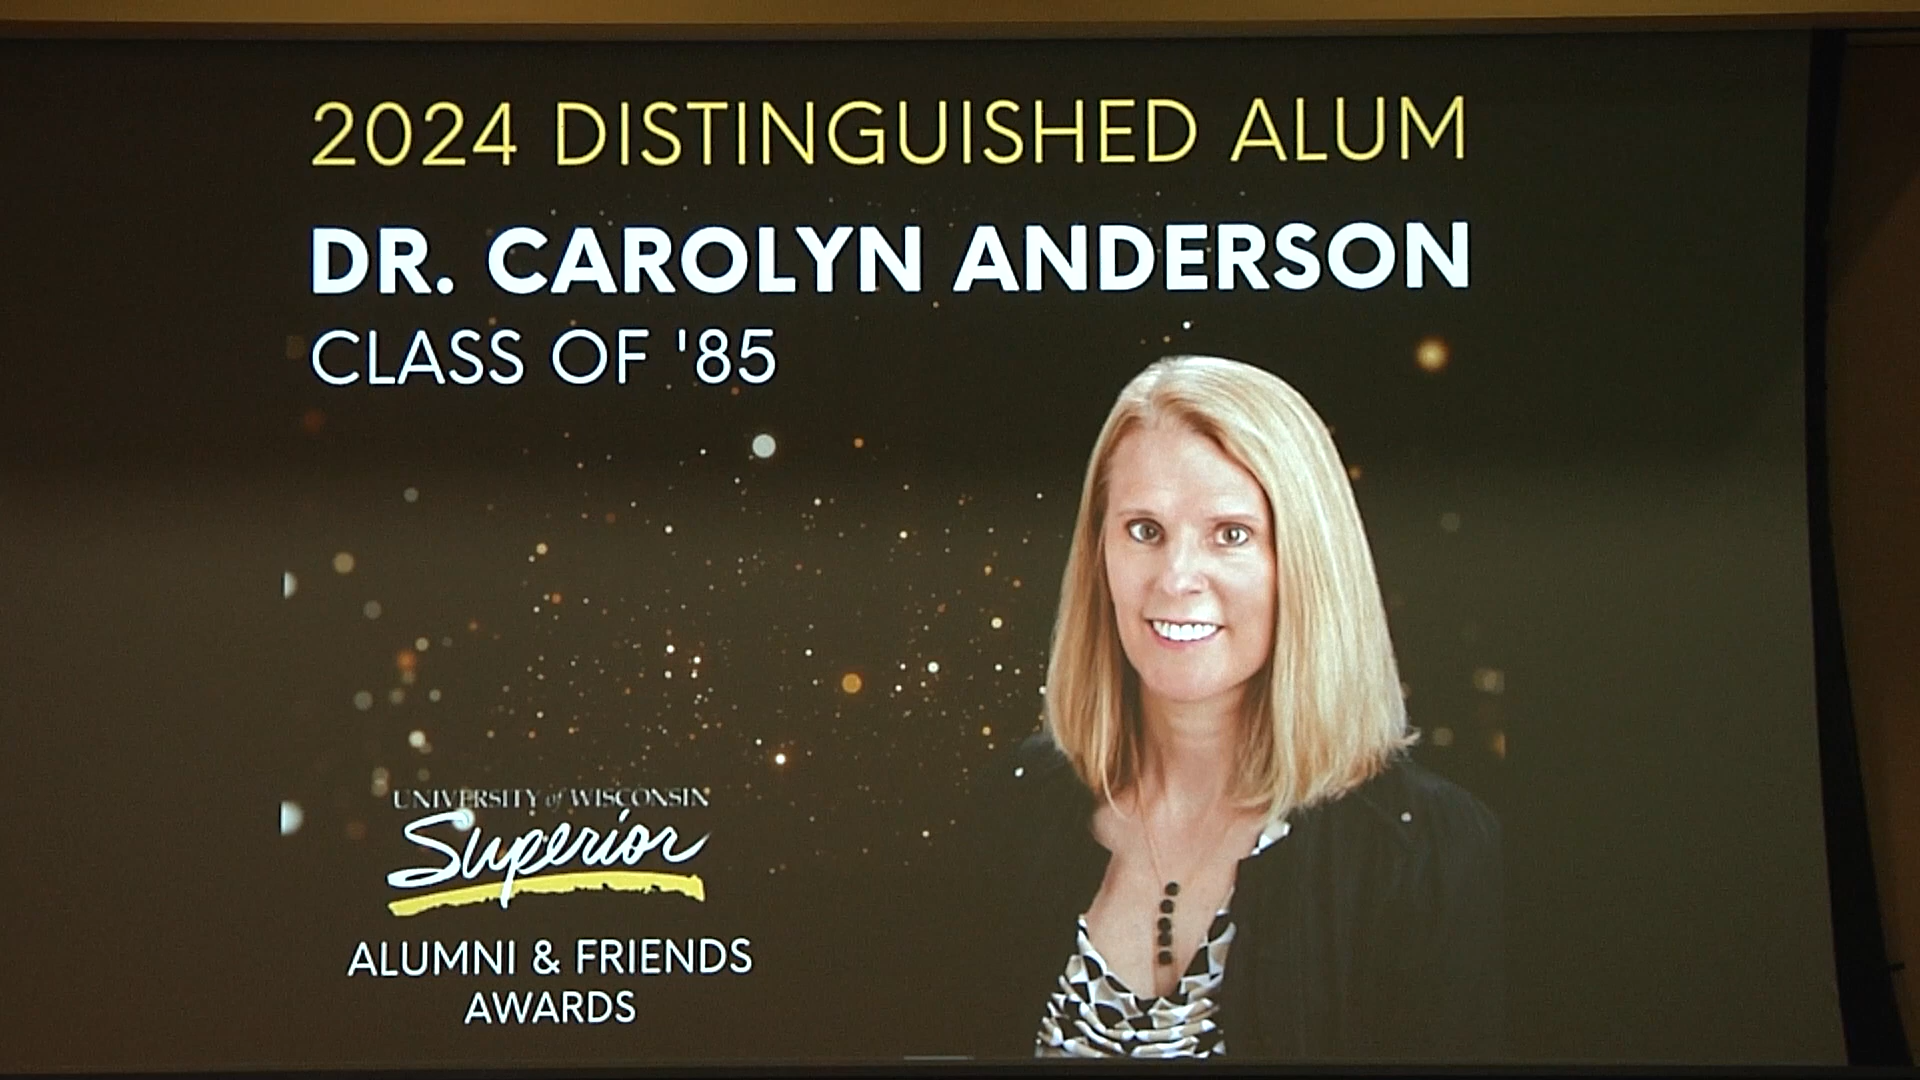 2024 DISTINGUISHED ALUM
DR. CAROLYN ANDERSON
CLASS OF '85
UNIVERSITY of WISCONSIN
Superior
ALUMNI & FRIENDS
AWARDS